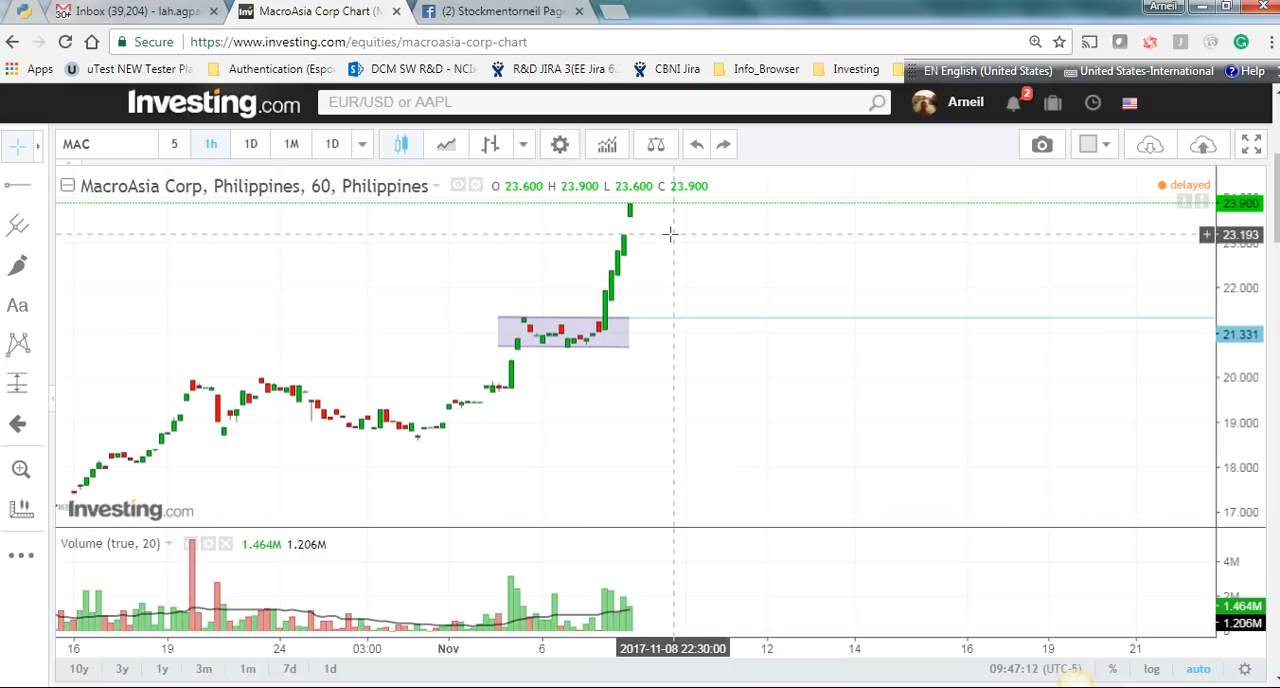 Inbox (39,204) - iah.agpa
MacroAsia Corp Chart (M
(2) Stockmentorneil Page
Arneil
Secure
https://www.investing.com/equities/macroasia-corp-chart
Apps
uTest NEW Tester Pla
Authentication (Espo
DCM SW R&D - NCI
R&D JIRA 3(EE Jira 6.
CBNI Jira
Info_Browser
Investing
EN English (United States)
United States-International
Help
Investing.com
EUR/USD or AAPL
Arneil
2
MAC
5
1h
1D
1M
1D
MacroAsia Corp, Philippines, 60, Philippines
O 23.600 H 23.900 L 23.600 C 23.900
delayed
23.900
23.193
22.000
21.331
20.000
19.000
18.000
17.000
Aa
Investing.com
Volume (true, 20)
1.464M
1.206M
4M
1.464M
1.206M
16
19
24
03:00
Nov
6
2017-11-08 22:30:00
12
14
16
19
21
10y
3y
1y
3m
1m
7d
1d
09:47:12 (UTC-5)
%
log
auto